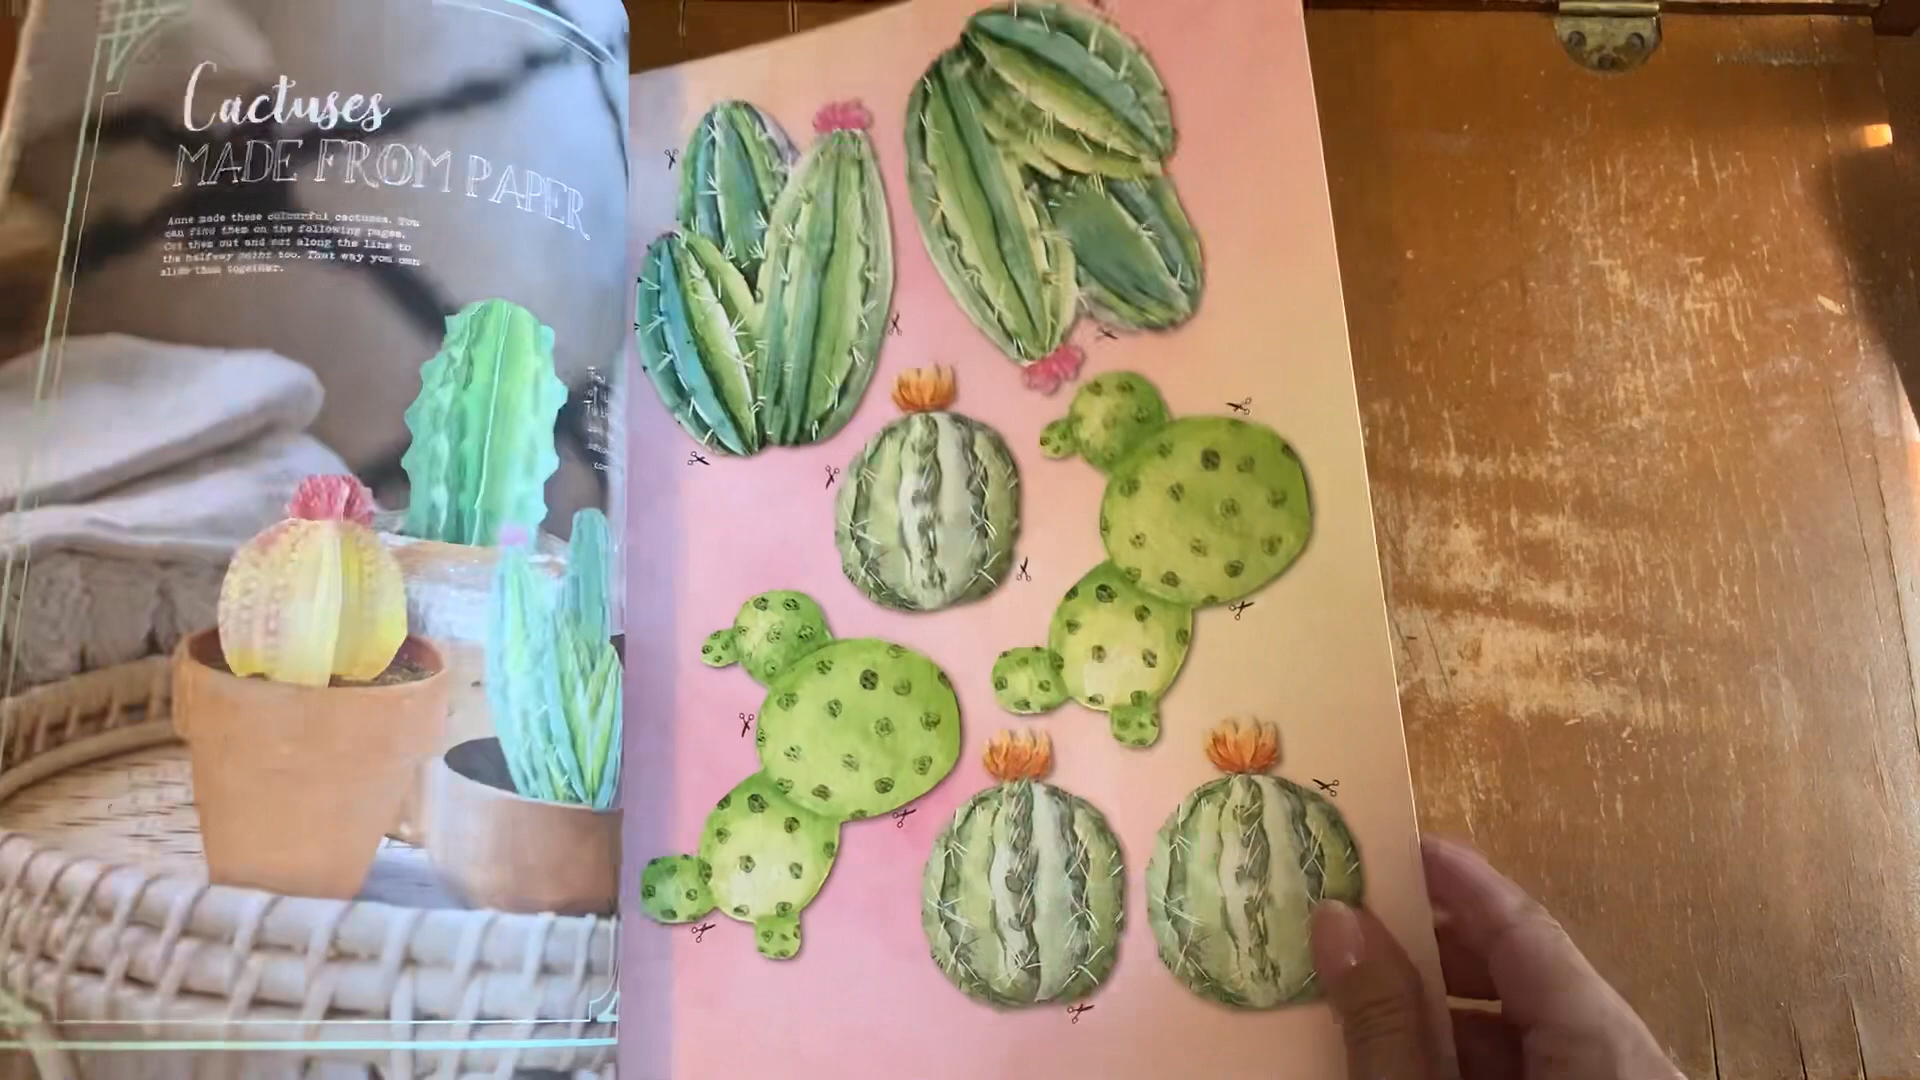 Cactuses
MADE FROM PAPER
Anne made these colourful cactuses. You
can find them on the following pages.
Cut them out and cut along the line to
the halfway point too. That way you can
slide them together.